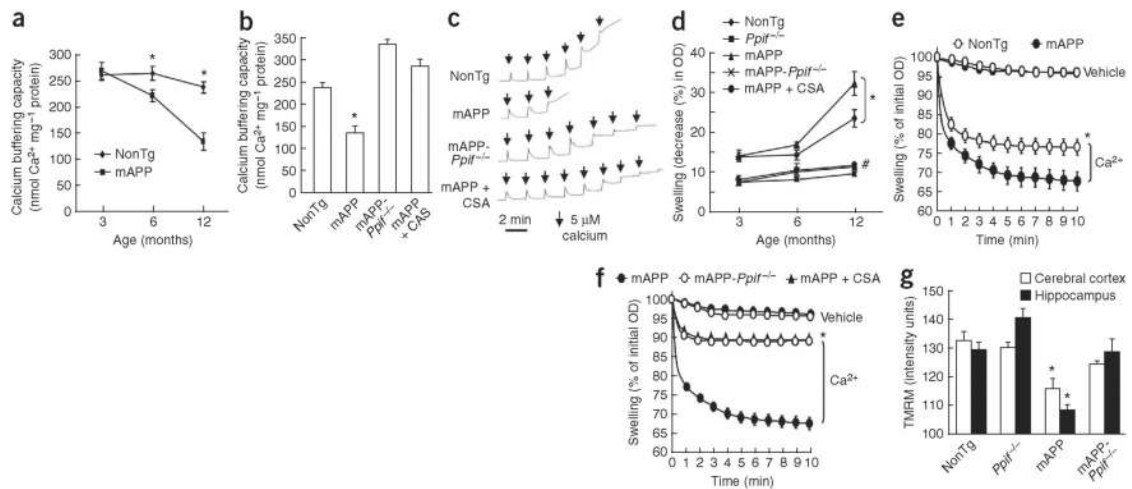 a
Calcium buffering capacity
(nmol Ca²⁺ mg⁻¹ protein)
300
250
200
150
100
50
0
*
*
NonTg
mAPP
3
6
12
Age (months)
b
Calcium buffering capacity
(nmol Ca²⁺ mg⁻¹ protein)
350
300
250
200
150
100
50
0
*
NonTg
mAPP
mAPP-
Ppif⁻/⁻
mAPP
+ CAS
c
NonTg
mAPP
mAPP-
Ppif⁻/⁻
mAPP +
CSA
2 min
5 μM
calcium
d
NonTg
Ppif⁻/⁻
mAPP
mAPP-Ppif⁻/⁻
mAPP + CSA
Swelling (decrease (%) in OD)
40
30
20
10
0
*
#
3
6
12
Age (months)
e
NonTg
mAPP
Swelling (% of initial OD)
100
95
90
85
80
75
70
65
60
Vehicle
*
Ca²⁺
0 1 2 3 4 5 6 7 8 9 10
Time (min)
f
mAPP
mAPP-Ppif⁻/⁻
mAPP + CSA
Swelling (% of initial OD)
100
95
90
85
80
75
70
65
60
Vehicle
*
Ca²⁺
0 1 2 3 4 5 6 7 8 9 10
Time (min)
g
Cerebral cortex
Hippocampus
TMRM (intensity units)
150
140
130
120
110
100
*
*
NonTg
Ppif⁻/⁻
mAPP
mAPP-
Ppif⁻/⁻